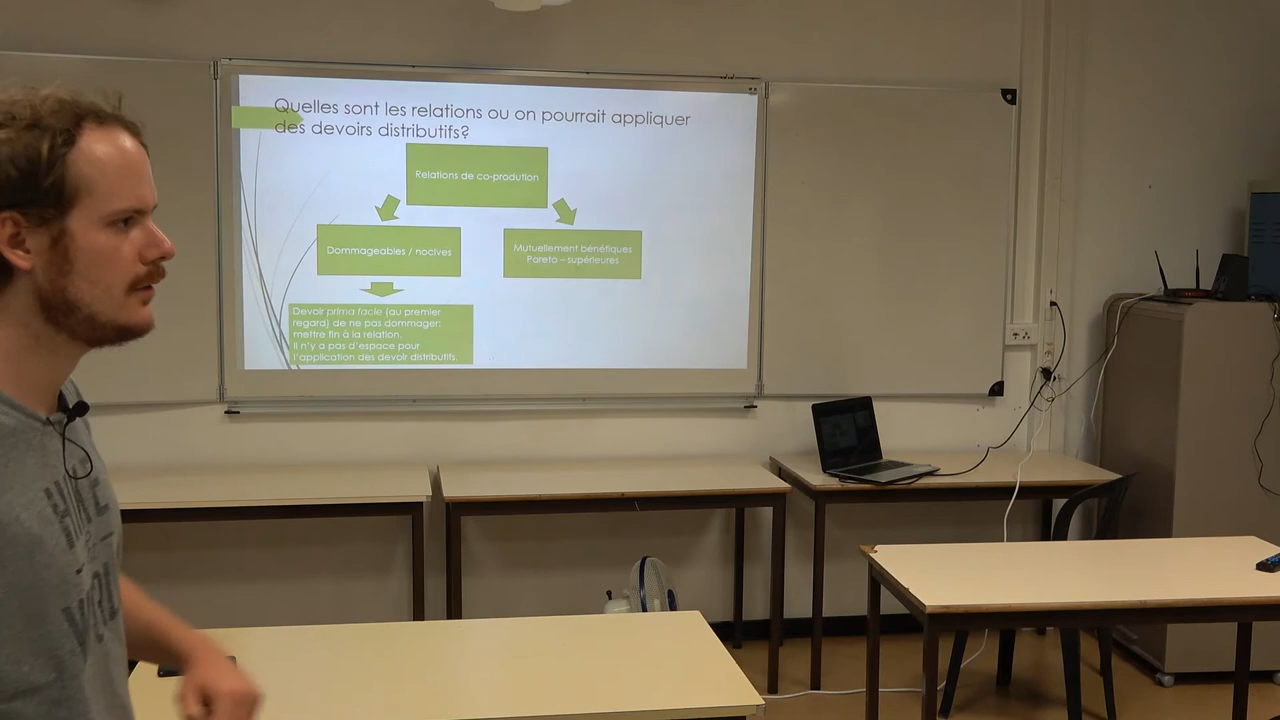 Quelles sont les relations ou on pourrait appliquer
des devoirs distributifs?
Relations de co-prodution
Dommageables / nocives
Mutuellement bénéfiques
Pareto – supérieures
Devoir prima facie (au premier
regard) de ne pas dommager:
mettre fin à la relation.
Il n'y a pas d'espace pour
l'application des devoir distributifs.